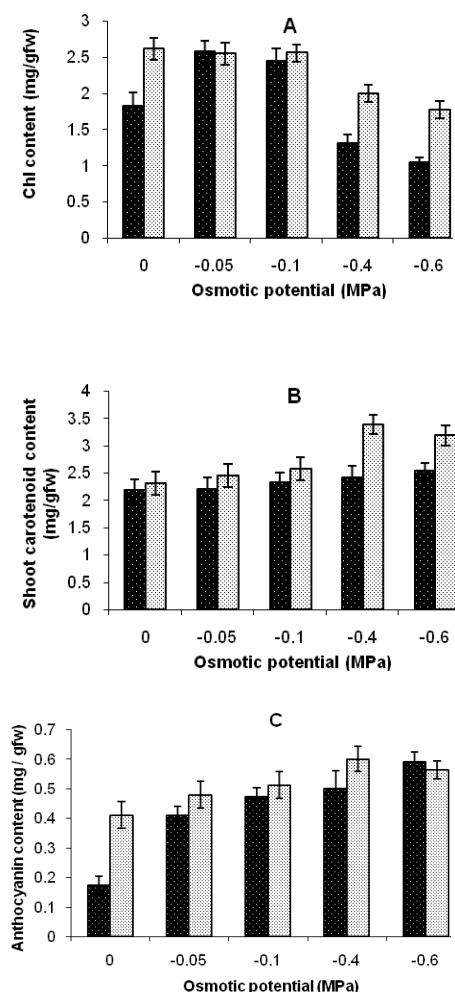 A
Chl content (mg/gfw)
3
2.5
2
1.5
1
0.5
0
0 -0.05 -0.1 -0.4 -0.6
Osmotic potential (MPa)
B
Shoot carotenoid content
(mg/gfw)
4
3.5
3
2.5
2
1.5
1
0.5
0
0 -0.05 -0.1 -0.4 -0.6
Osmotic potential (MPa)
C
Anthocyanin content (mg / gfw)
0.7
0.6
0.5
0.4
0.3
0.2
0.1
0
0 -0.05 -0.1 -0.4 -0.6
Osmotic potential (MPa)